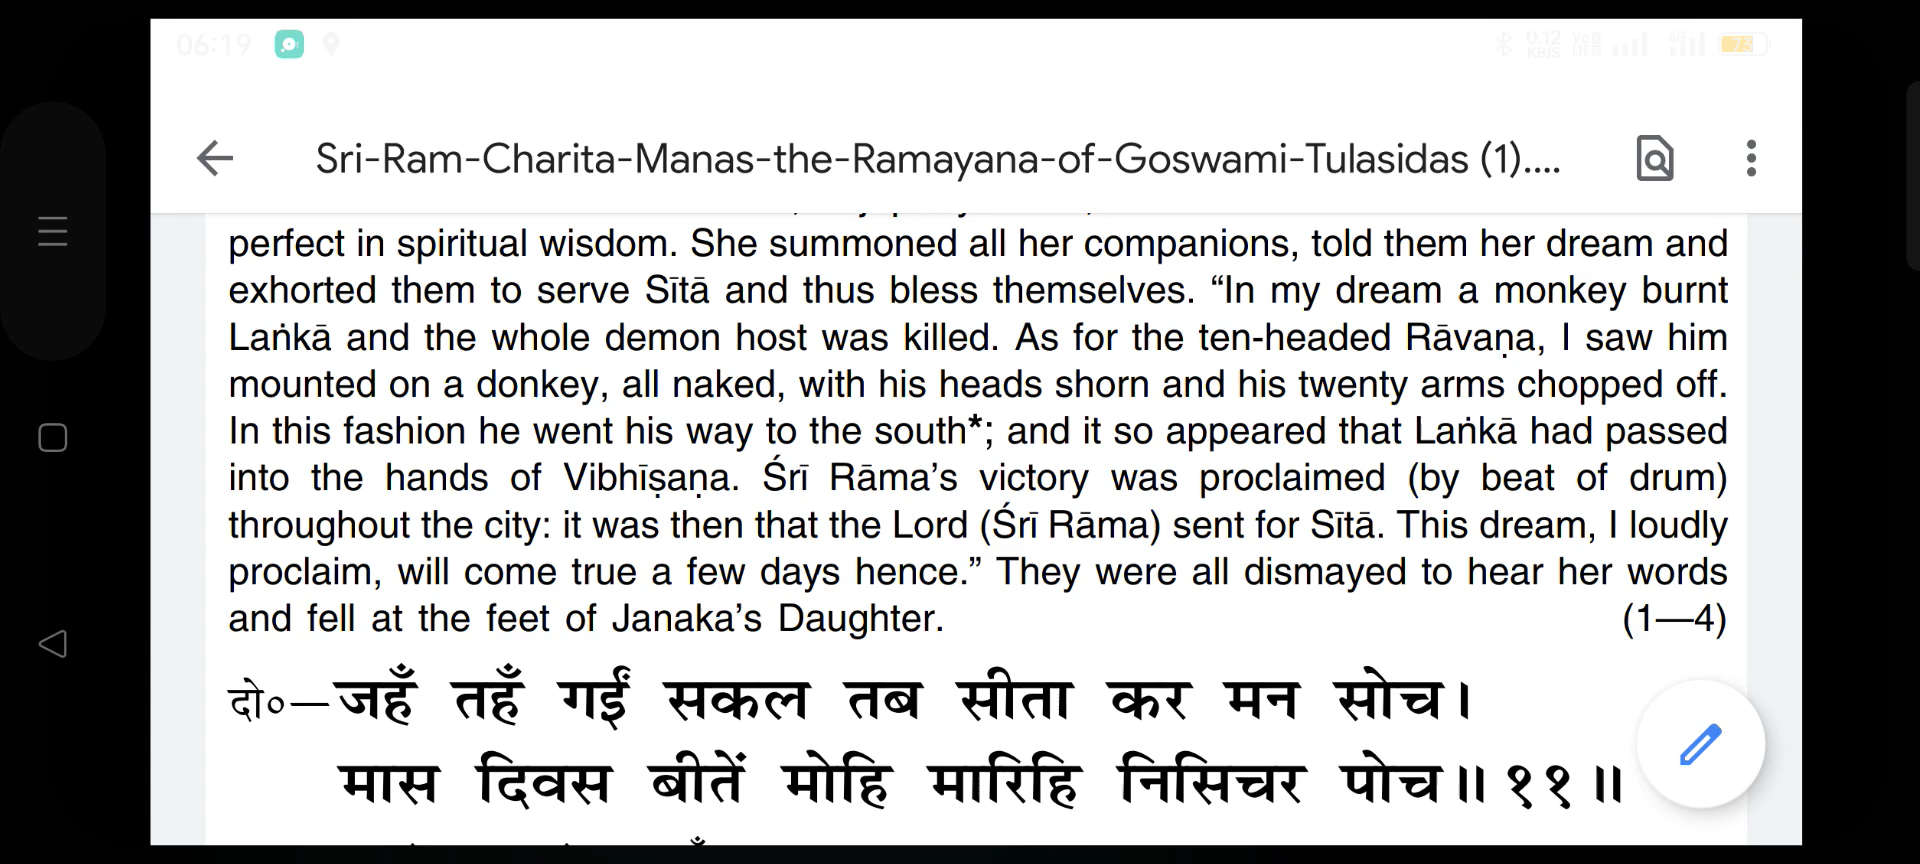 06:19
0.12 KB/S
Vo) LTE
4G
73
Sri-Ram-Charita-Manas-the-Ramayana-of-Goswami-Tulasidas (1)....
perfect in spiritual wisdom. She summoned all her companions, told them her dream and
exhorted them to serve Sītā and thus bless themselves. “In my dream a monkey burnt
Laṅkā and the whole demon host was killed. As for the ten-headed Rāvaṇa, I saw him
mounted on a donkey, all naked, with his heads shorn and his twenty arms chopped off.
In this fashion he went his way to the south*; and it so appeared that Laṅkā had passed
into the hands of Vibhīṣaṇa. Śrī Rāma’s victory was proclaimed (by beat of drum)
throughout the city: it was then that the Lord (Śrī Rāma) sent for Sītā. This dream, I loudly
proclaim, will come true a few days hence.” They were all dismayed to hear her words
and fell at the feet of Janaka’s Daughter. (1—4)
दो०—जहँ तहँ गईं सकल तब सीता कर मन सोच।
मास दिवस बीतें मोहि मारिहि निसिचर पोच॥ ११॥